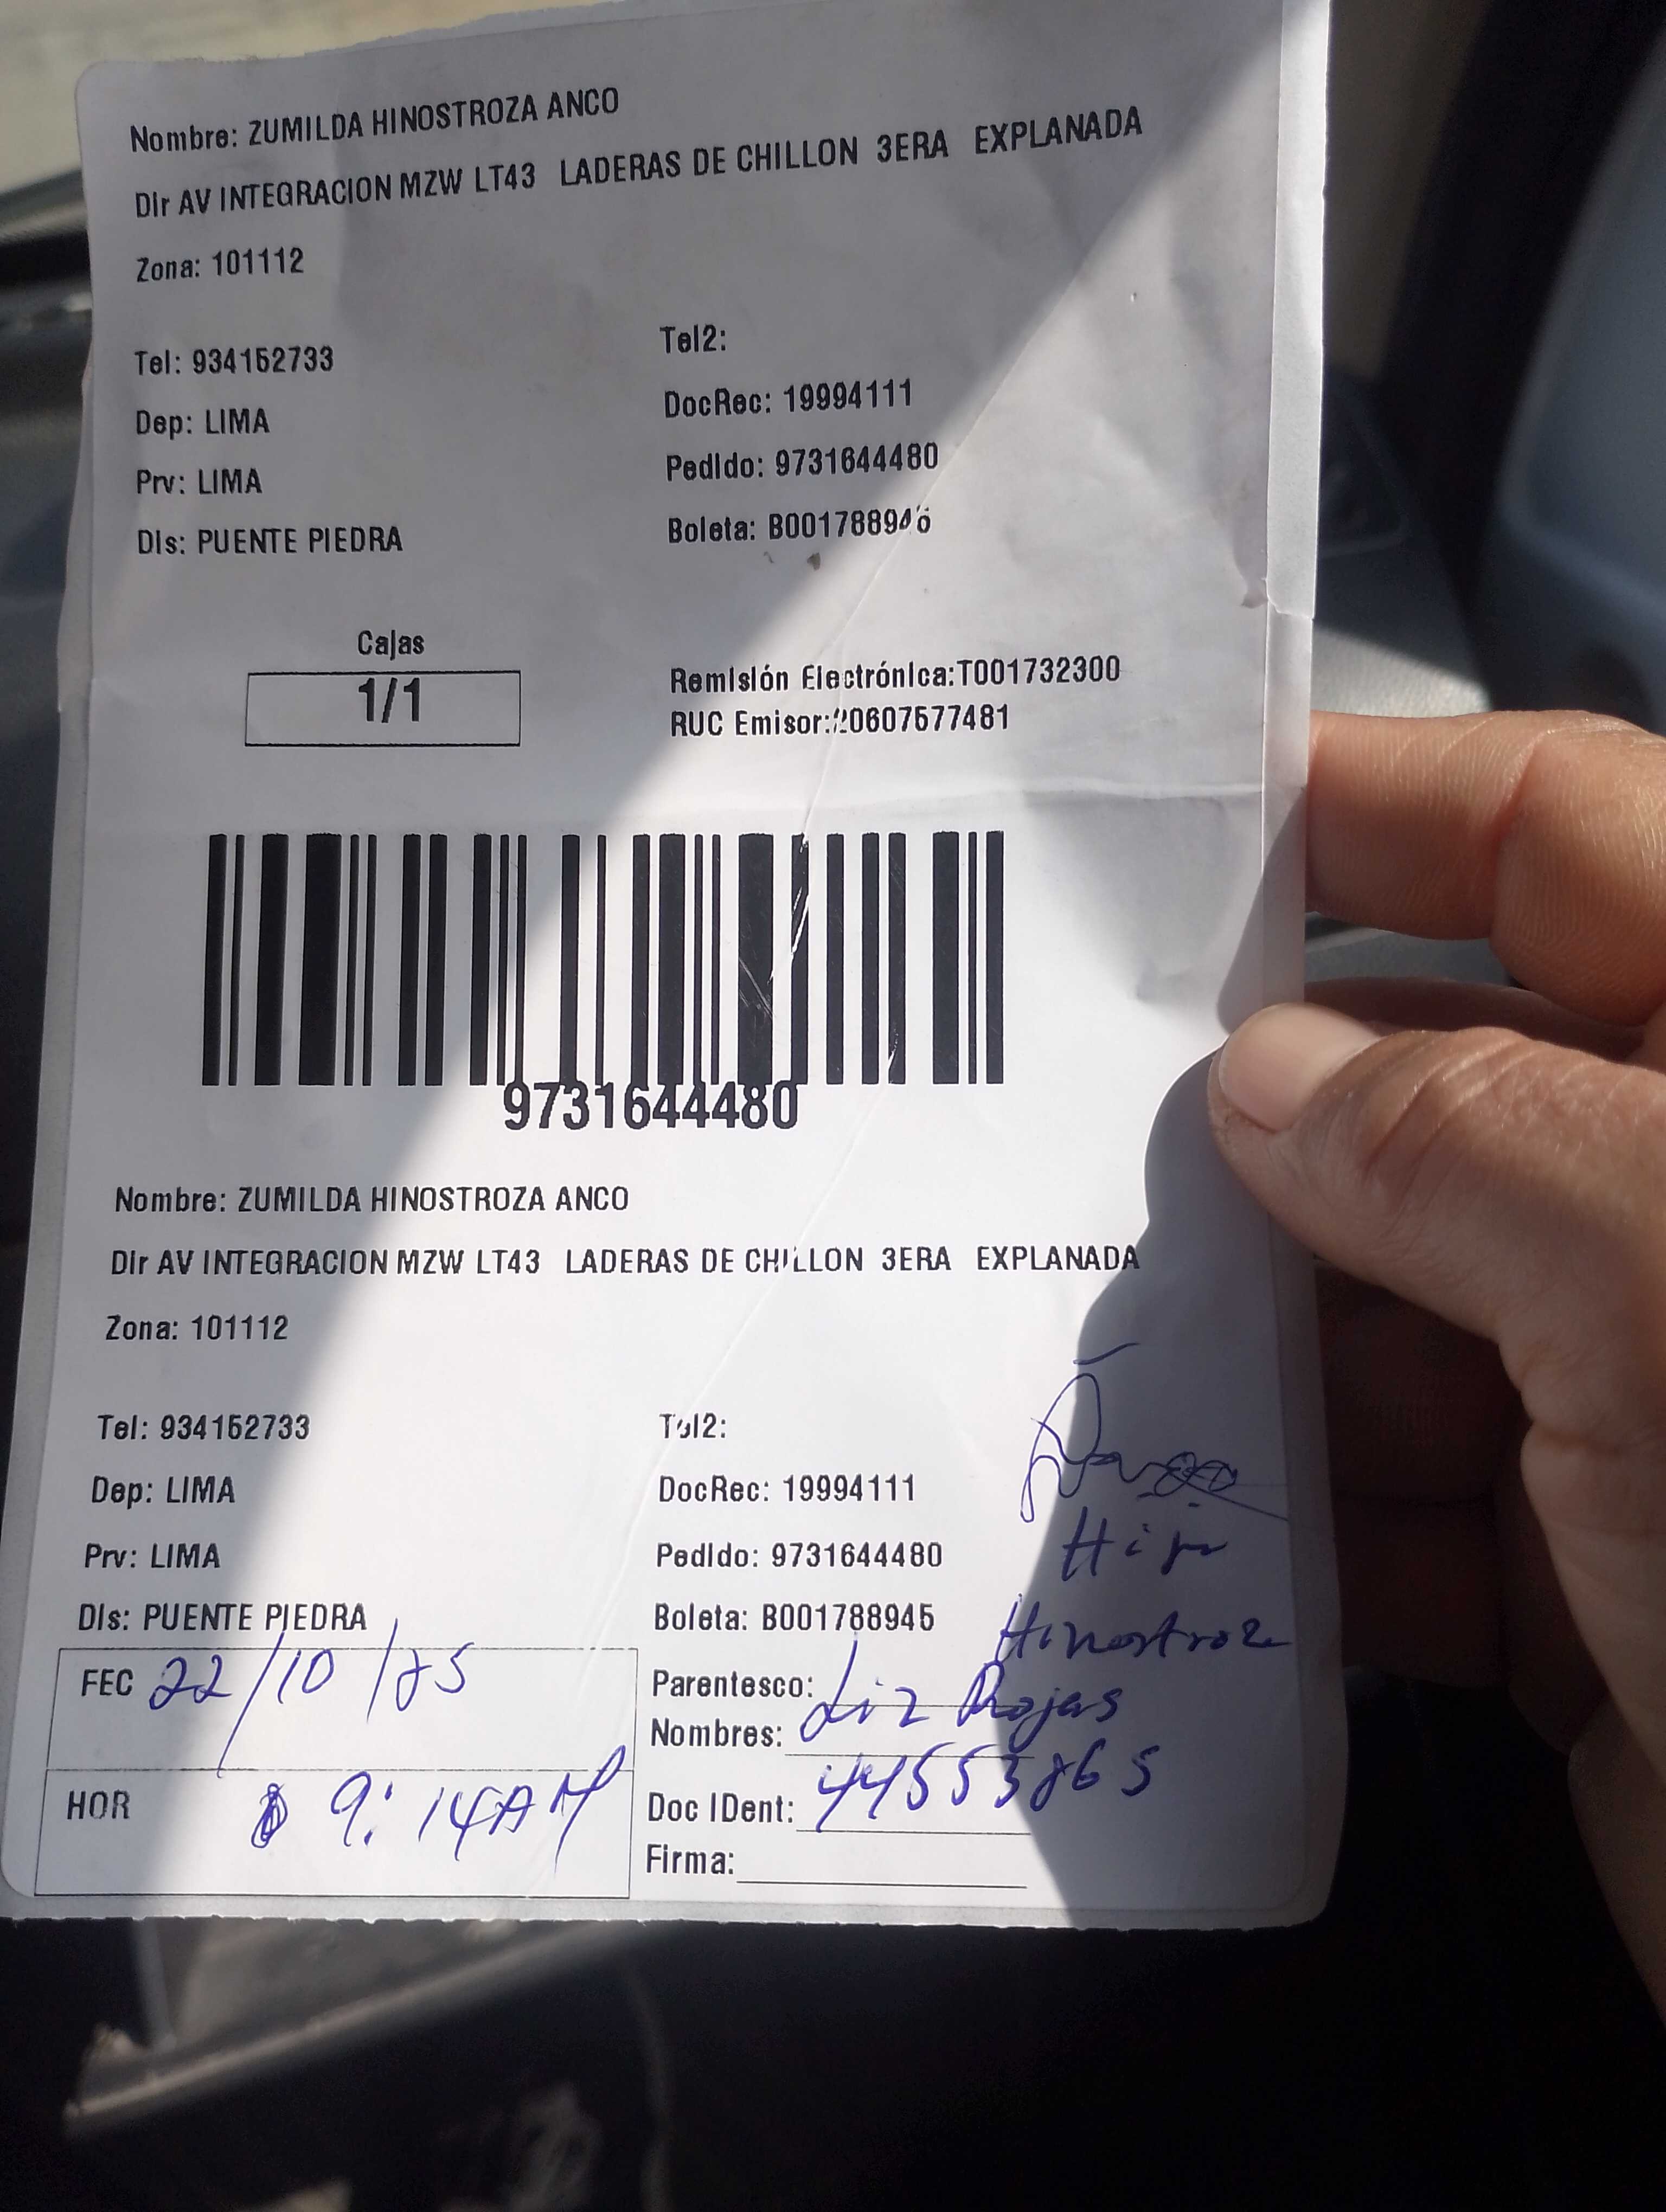 Nombre: ZUMILDA HINOSTROZA ANCO
Dir AV INTEGRACION MZW LT43 LADERAS DE CHILLON 3ERA EXPLANADA
Zona: 101112
Tel: 934152733 Tel2:
Dep: LIMA DocRec: 19994111
Prv: LIMA Pedido: 9731644480
Dis: PUENTE PIEDRA Boleta: B001788945
Cajas
1/1
Remisión Electrónica:T001732300
RUC Emisor:20607577481
9731644480
Nombre: ZUMILDA HINOSTROZA ANCO
Dir AV INTEGRACION MZW LT43 LADERAS DE CHILLON 3ERA EXPLANADA
Zona: 101112
Tel: 934152733 Tel2:
Dep: LIMA DocRec: 19994111
Prv: LIMA Pedido: 9731644480
Dis: PUENTE PIEDRA Boleta: B001788945
Hija
Hinostroza
FEC 22/10/25
Parentesco:
Nombres: Liz Rojas
HOR 9:14AM
Doc IDent: 44553865
Firma: